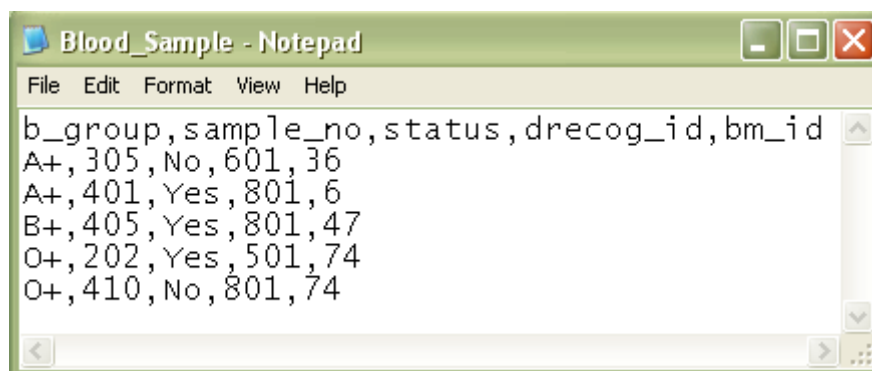 Blood_Sample - Notepad
File Edit Format View Help
b_group,sample_no,status,drecog_id,bm_id
A+,305,No,601,36
A+,401,Yes,801,6
B+,405,Yes,801,47
O+,202,Yes,501,74
O+,410,No,801,74